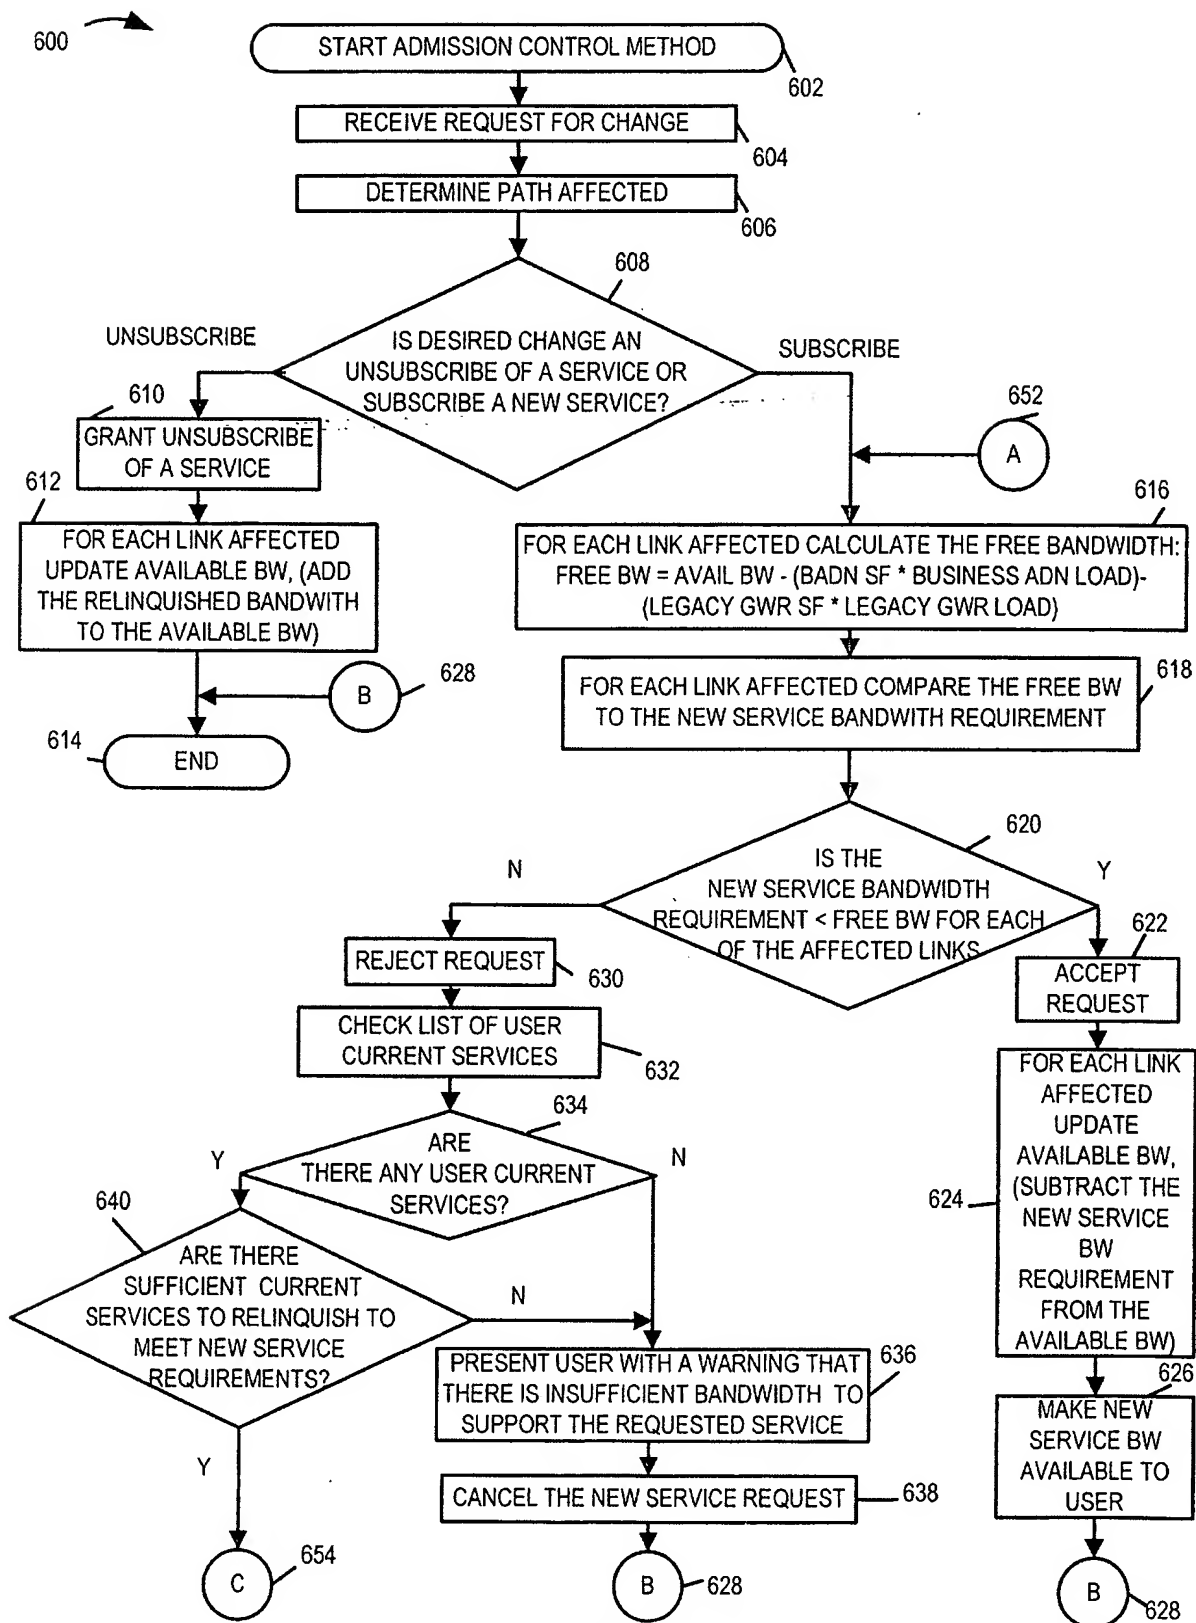 600
START ADMISSION CONTROL METHOD
602
RECEIVE REQUEST FOR CHANGE
604
DETERMINE PATH AFFECTED
606
608
IS DESIRED CHANGE AN
UNSUBSCRIBE OF A SERVICE OR
SUBSCRIBE A NEW SERVICE?
UNSUBSCRIBE
SUBSCRIBE
610
GRANT UNSUBSCRIBE
OF A SERVICE
612
FOR EACH LINK AFFECTED
UPDATE AVAILABLE BW, (ADD
THE RELINQUISHED BANDWITH
TO THE AVAILABLE BW)
B
628
614
END
652
A
616
FOR EACH LINK AFFECTED CALCULATE THE FREE BANDWIDTH:
FREE BW = AVAIL BW - (BADN SF * BUSINESS ADN LOAD)-
(LEGACY GWR SF * LEGACY GWR LOAD)
618
FOR EACH LINK AFFECTED COMPARE THE FREE BW
TO THE NEW SERVICE BANDWITH REQUIREMENT
620
IS THE
NEW SERVICE BANDWIDTH
REQUIREMENT < FREE BW FOR EACH
OF THE AFFECTED LINKS
N
Y
REJECT REQUEST
630
CHECK LIST OF USER
CURRENT SERVICES
632
634
ARE
THERE ANY USER CURRENT
SERVICES?
Y
N
640
ARE THERE
SUFFICIENT CURRENT
SERVICES TO RELINQUISH TO
MEET NEW SERVICE
REQUIREMENTS?
N
Y
C
654
PRESENT USER WITH A WARNING THAT
THERE IS INSUFFICIENT BANDWIDTH TO
SUPPORT THE REQUESTED SERVICE
636
CANCEL THE NEW SERVICE REQUEST
638
B
628
622
ACCEPT
REQUEST
624
FOR EACH LINK
AFFECTED
UPDATE
AVAILABLE BW,
(SUBTRACT THE
NEW SERVICE
BW
REQUIREMENT
FROM THE
AVAILABLE BW)
626
MAKE NEW
SERVICE BW
AVAILABLE TO
USER
B
628